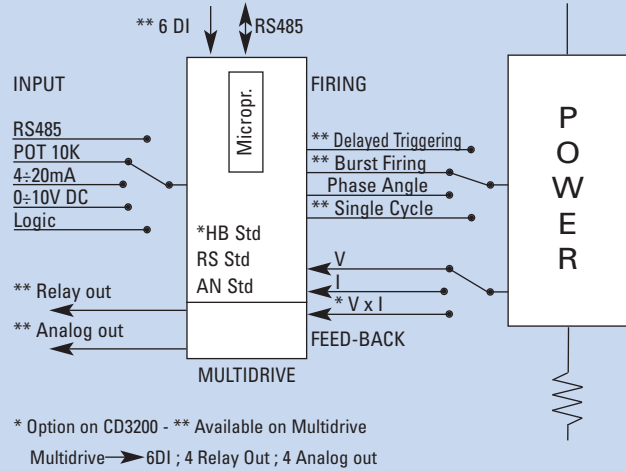 ** 6 DI
RS485
INPUT
FIRING
Micropr.
RS485
POT 10K
4÷20mA
0÷10V DC
Logic
** Delayed Triggering
** Burst Firing
Phase Angle
** Single Cycle
POWER
*HB Std
RS Std
AN Std
V
I
* V x I
** Relay out
** Analog out
FEED-BACK
MULTIDRIVE
* Option on CD3200 - ** Available on Multidrive
Multidrive 6DI ; 4 Relay Out ; 4 Analog out